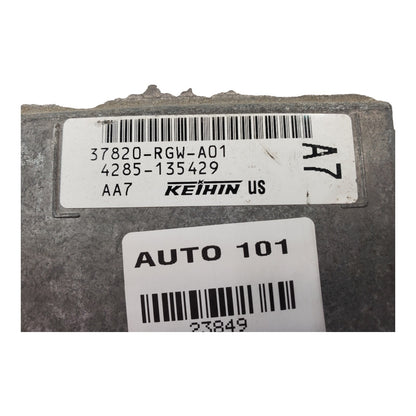 37820-RGW-A01
4285-135429
AA7 KEIHIN US
A7
AUTO 101
23849